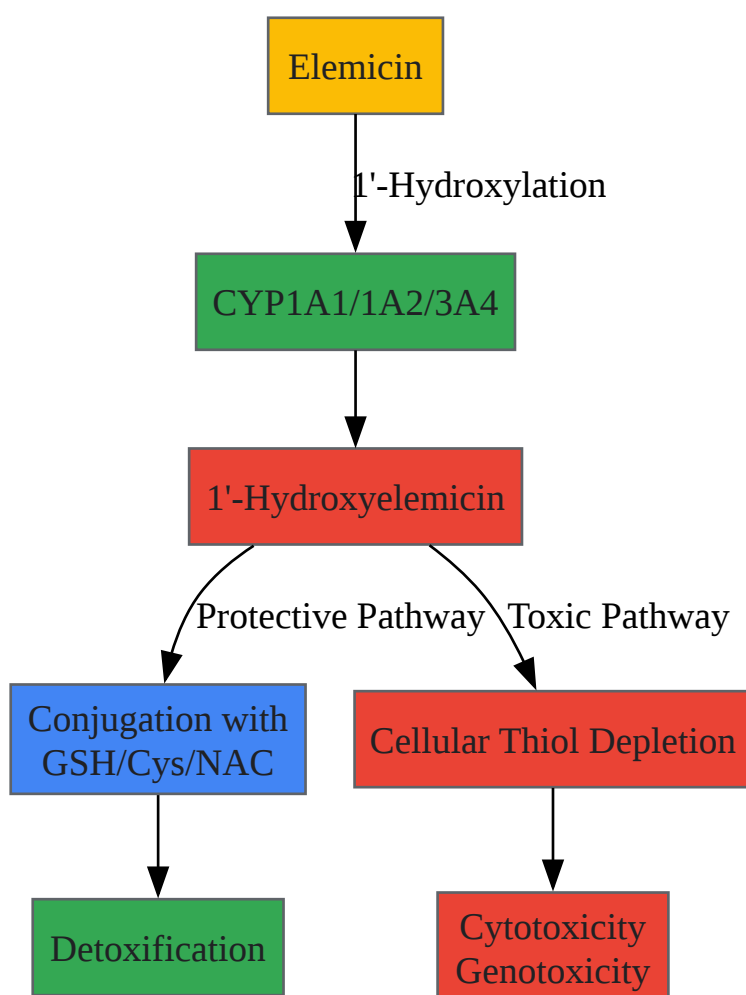 Elemicin
1'-Hydroxylation
CYP1A1/1A2/3A4
1'-Hydroxyelemicin
Protective Pathway
Toxic Pathway
Conjugation with
GSH/Cys/NAC
Cellular Thiol Depletion
Detoxification
Cytotoxicity
Genotoxicity